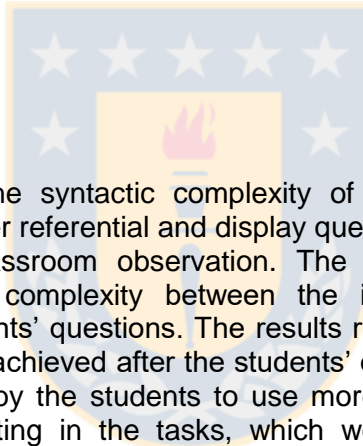 he syntactic complexity of
r referential and display que
assroom observation. The
complexity between the i
nts' questions. The results r
achieved after the students'
by the students to use mor
ting in the tasks, which w